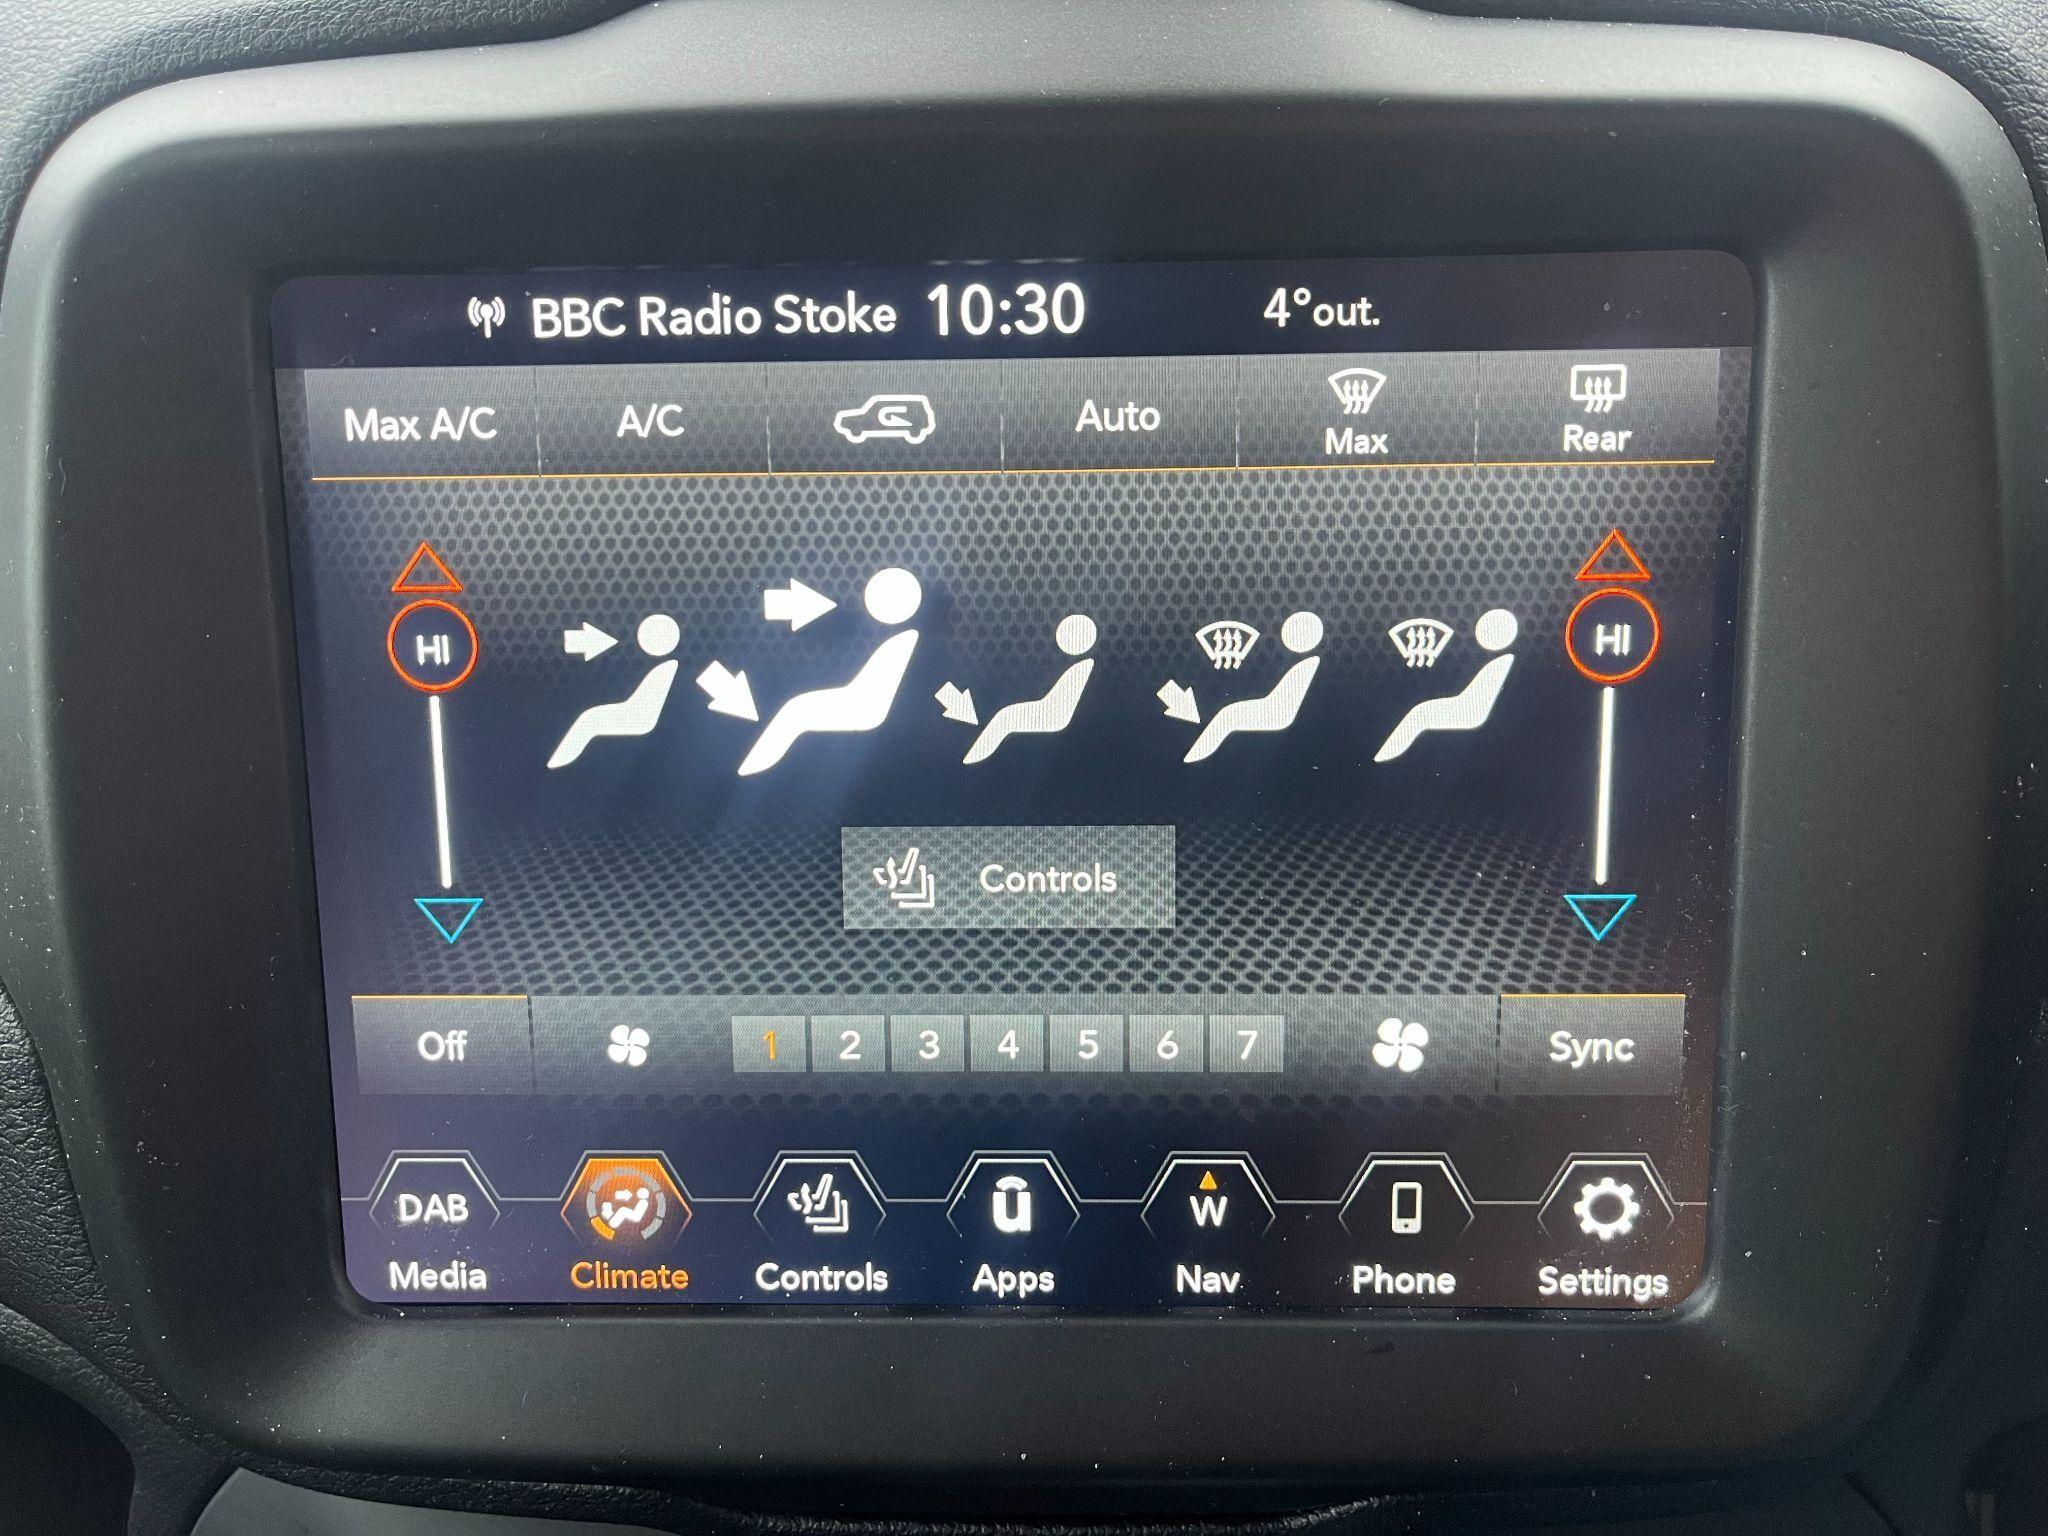 BBC Radio Stoke 10:30 4°out.
Max A/C A/C Auto Max Rear
HI HI
Controls
Off 1 2 3 4 5 6 7 Sync
DAB u W
Media Climate Controls Apps Nav Phone Settings